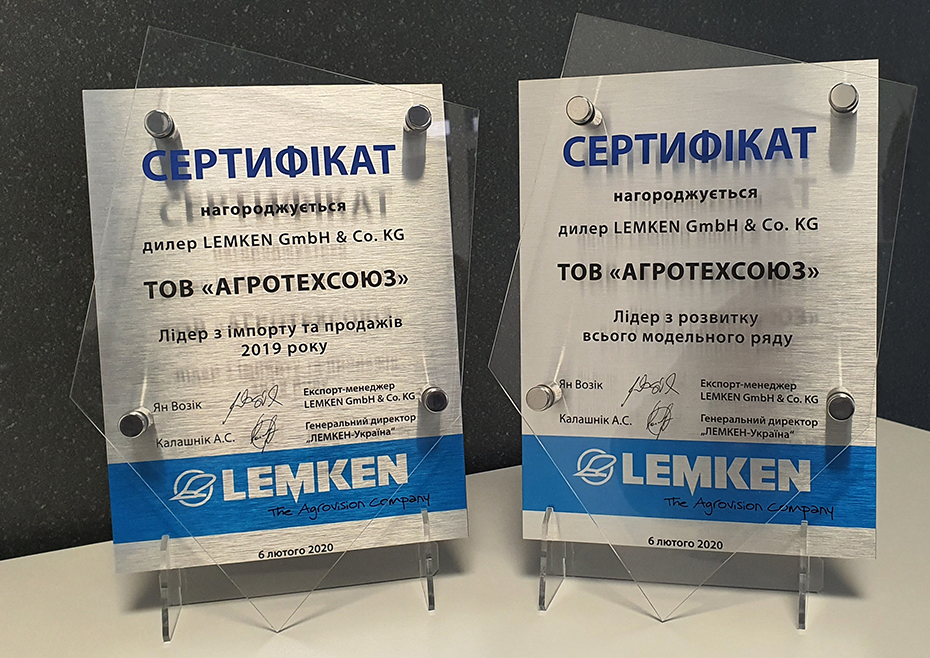 СЕРТИФІКАТ
нагороджується
дилер LEMKEN GmbH & Co. KG
ТОВ «АГРОТЕХСОЮЗ»
Лідер з імпорту та продажів
2019 року
Ян Возік
Експорт-менеджер
LEMKEN GmbH & Co. KG
Калашнік А.С.
Генеральний директор
„ЛЕМКЕН-Україна“
LEMKEN
The Agrovision Company
6 лютого 2020
СЕРТИФІКАТ
нагороджується
дилер LEMKEN GmbH & Co. KG
ТОВ «АГРОТЕХСОЮЗ»
Лідер з розвитку
всього модельного ряду
Ян Возік
Експорт-менеджер
LEMKEN GmbH & Co. KG
Калашнік А.С.
Генеральний директор
„ЛЕМКЕН-Україна“
LEMKEN
The Agrovision Company
6 лютого 2020